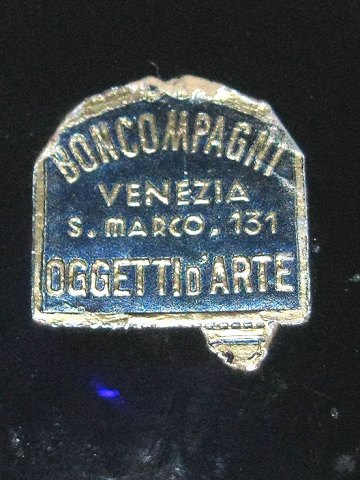 BONCOMPAGNI
VENEZIA
S. MARCO, 131
OGGETTI D'ARTE